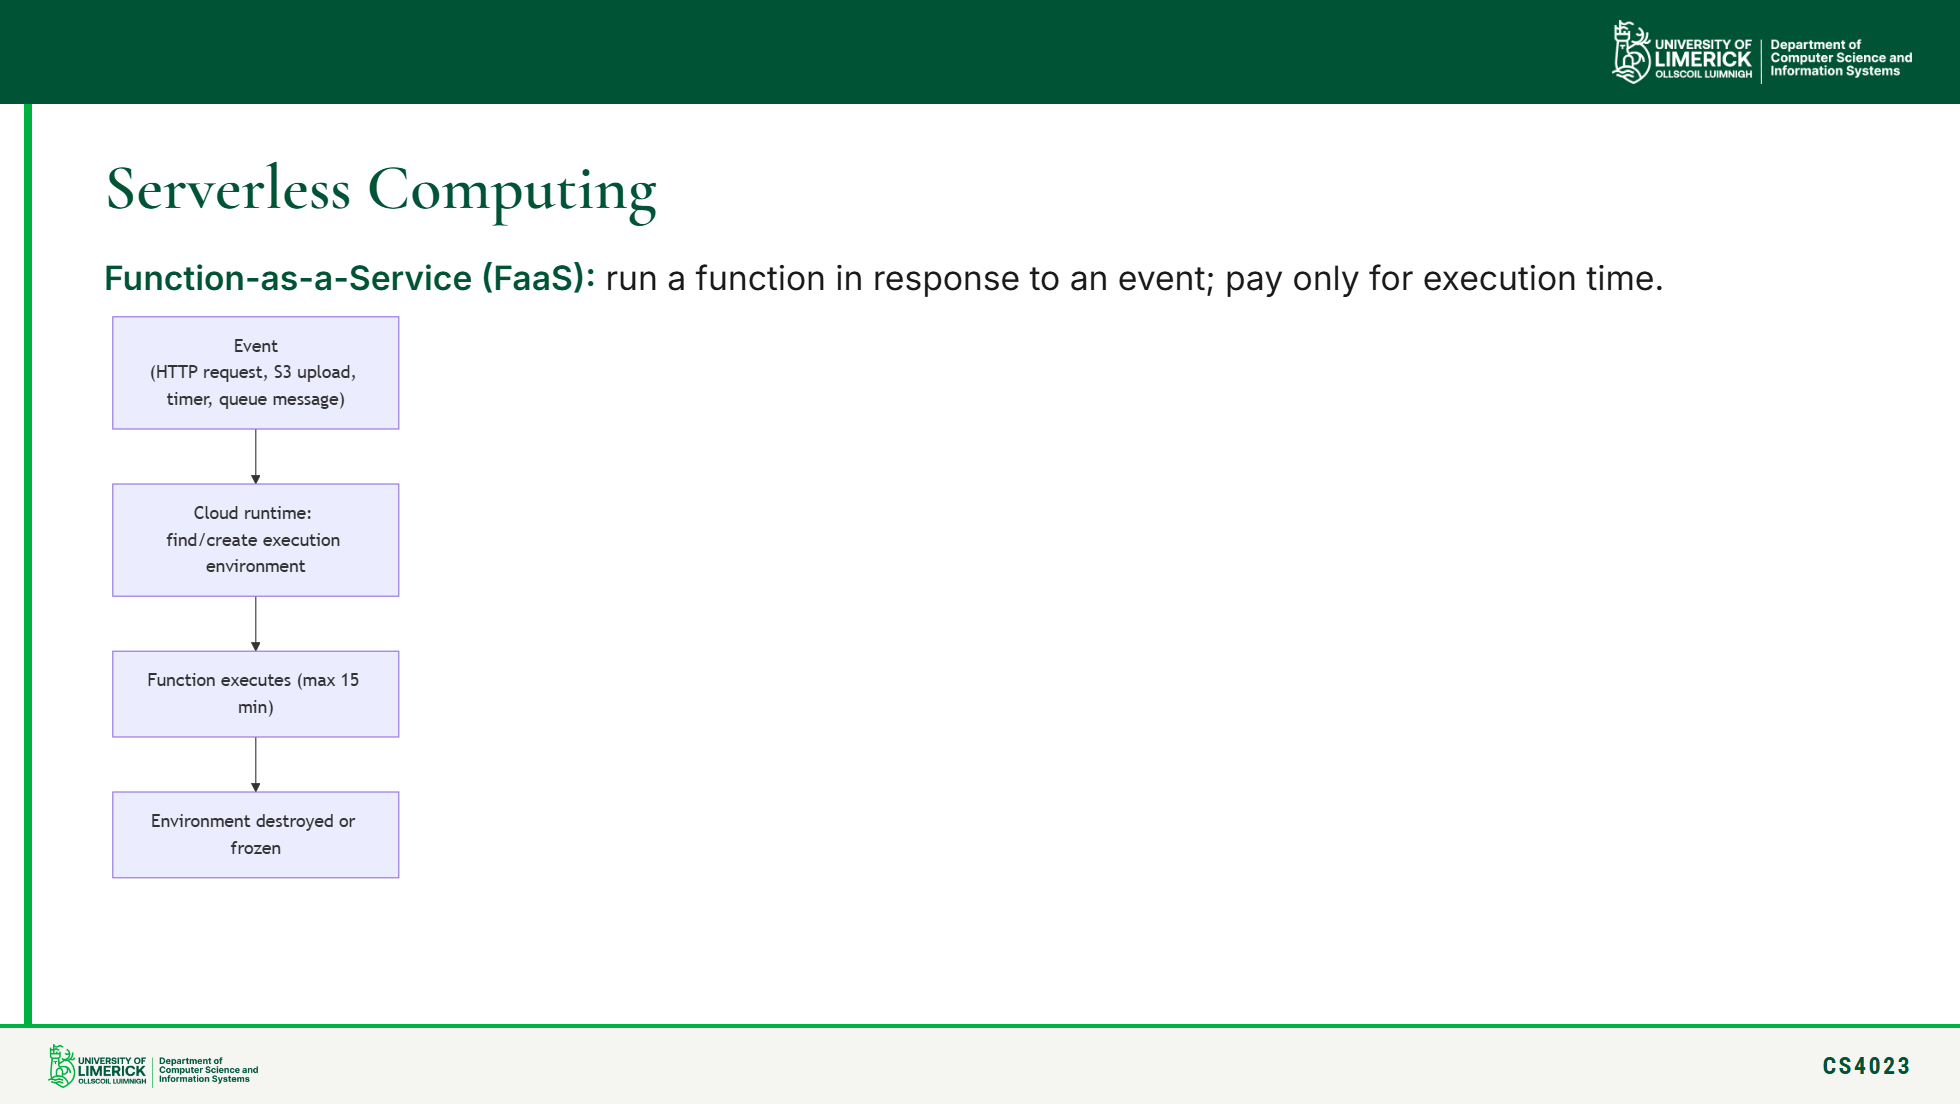 UNIVERSITY OF
LIMERICK
OLLSCOIL LUIMNIGH
Department of
Computer Science and
Information Systems
Serverless Computing
Function-as-a-Service (FaaS): run a function in response to an event; pay only for execution time.
Event
(HTTP request, S3 upload,
timer, queue message)
Cloud runtime:
find/create execution
environment
Function executes (max 15
min)
Environment destroyed or
frozen
UNIVERSITY OF
LIMERICK
OLLSCOIL LUIMNIGH
Department of
Computer Science and
Information Systems
CS4023